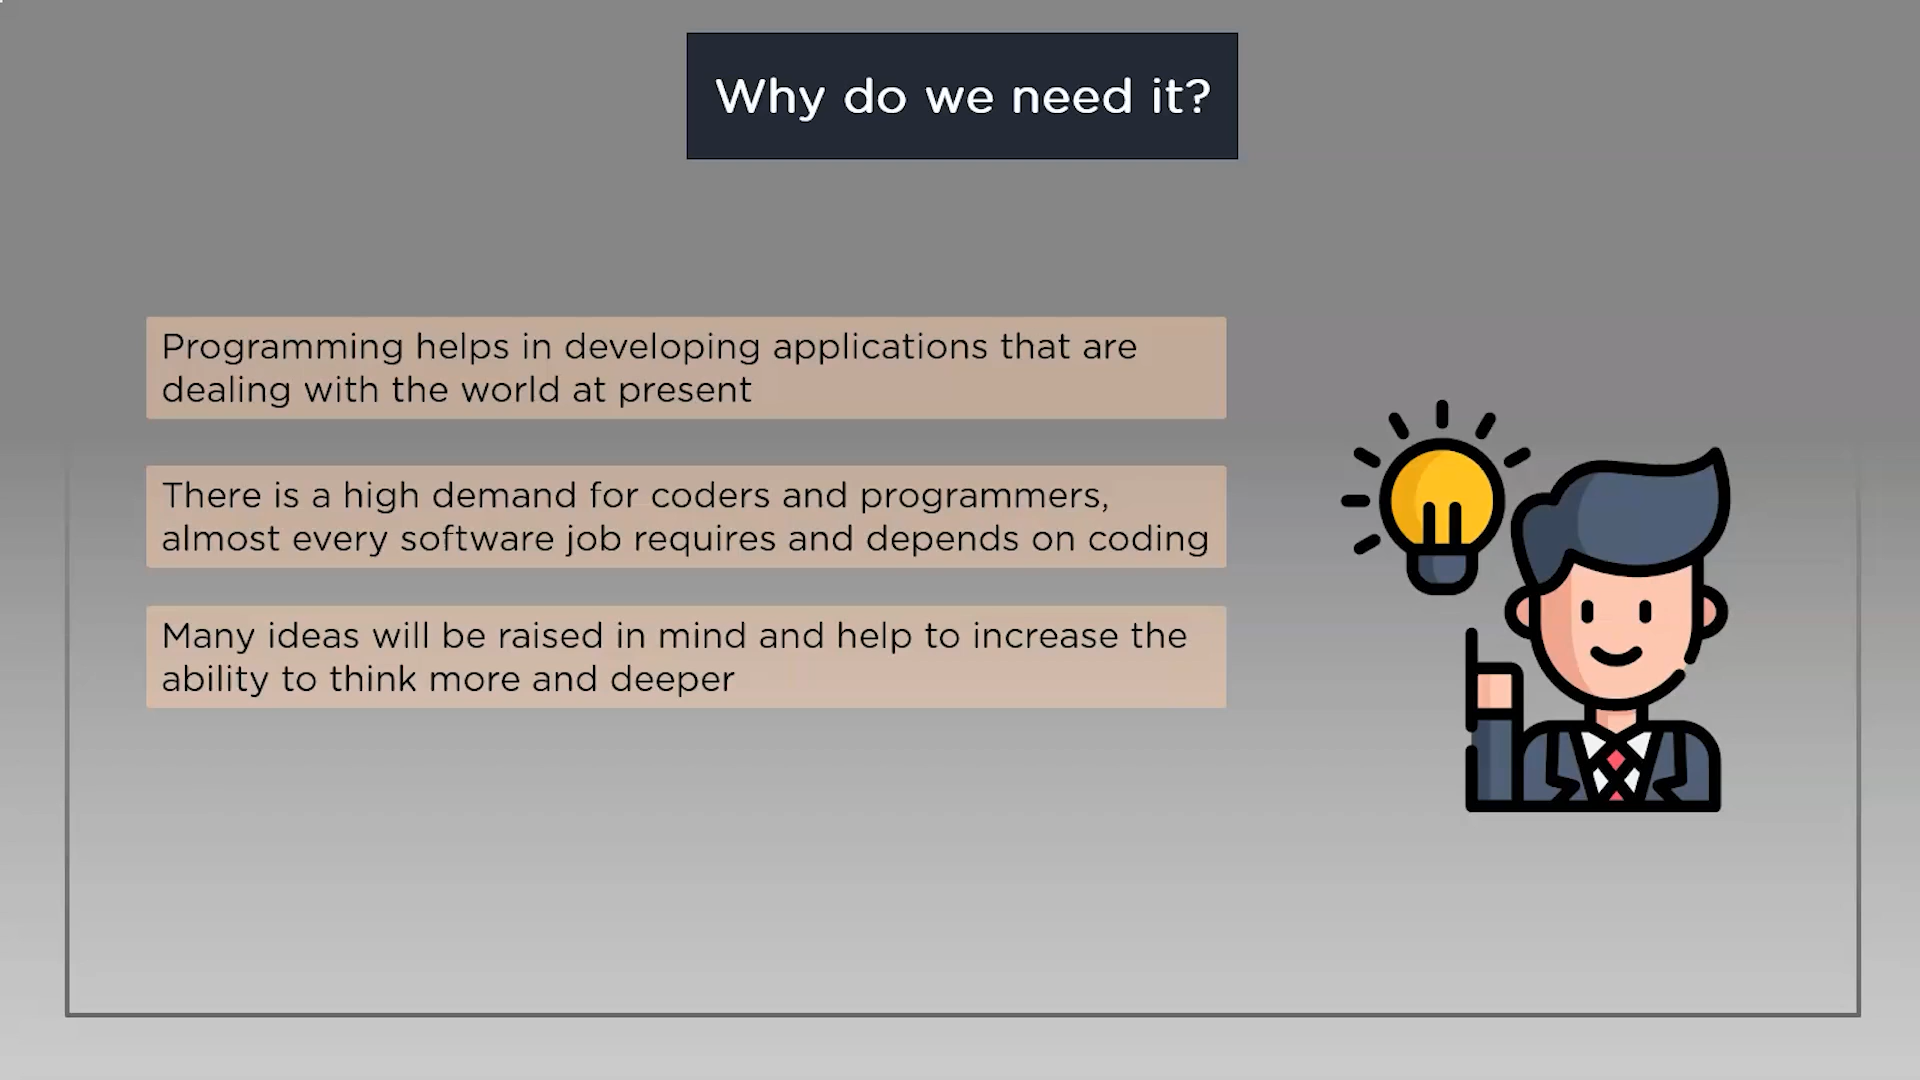 Why do we need it?
Programming helps in developing applications that are
dealing with the world at present
There is a high demand for coders and programmers,
almost every software job requires and depends on coding
Many ideas will be raised in mind and help to increase the
ability to think more and deeper